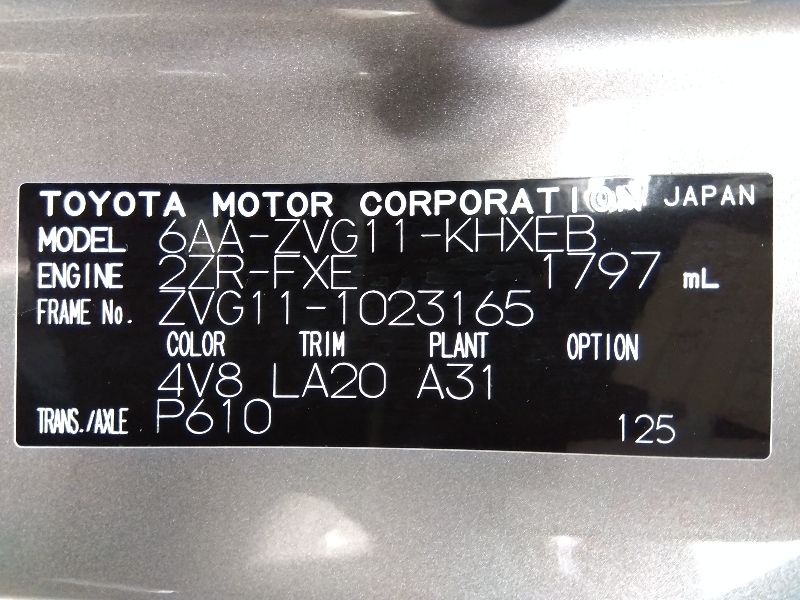 TOYOTA MOTOR CORPORATION JAPAN
MODEL 6AA-ZVG11-KHXEB
ENGINE 2ZR-FXE 1797 mL
FRAME No. ZVG11-1023165
COLOR TRIM PLANT OPTION
4V8 LA20 A31
TRANS./AXLE P610 125